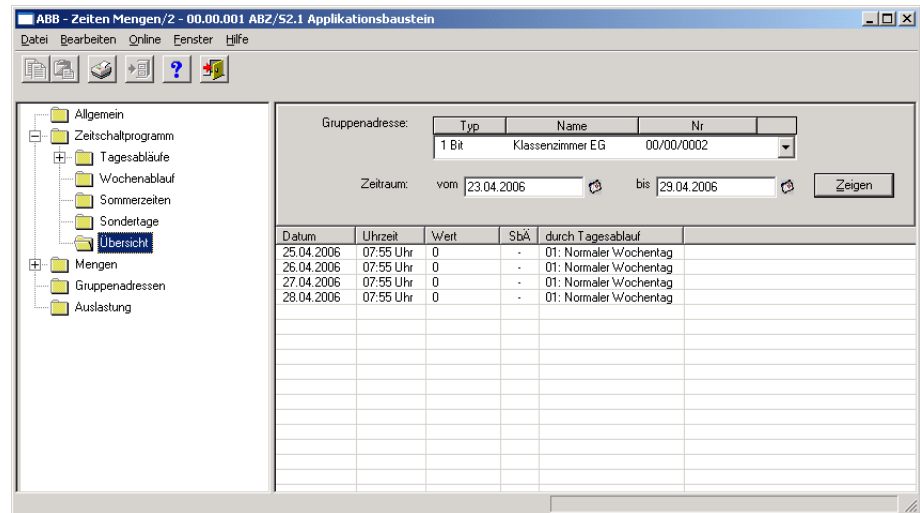 ABB - Zeiten Mengen/2 - 00.00.001 ABZ/S2.1 Applikationsbaustein
Datei Bearbeiten Online Fenster Hilfe
Allgemein
Zeitschaltprogramm
Tagesabläufe
Wochenablauf
Sommerzeiten
Sondertage
Übersicht
Mengen
Gruppenadressen
Auslastung
Gruppenadresse: Typ Name Nr
1 Bit Klassenzimmer EG 00/00/0002
Zeitraum: vom 23.04.2006 bis 29.04.2006 Zeigen
Datum Uhrzeit Wert SbÄ durch Tagesablauf
25.04.2006 07:55 Uhr 0 - 01: Normaler Wochentag
26.04.2006 07:55 Uhr 0 - 01: Normaler Wochentag
27.04.2006 07:55 Uhr 0 - 01: Normaler Wochentag
28.04.2006 07:55 Uhr 0 - 01: Normaler Wochentag